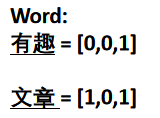 Word:
有趣 = [0,0,1]
文章 = [1,0,1]